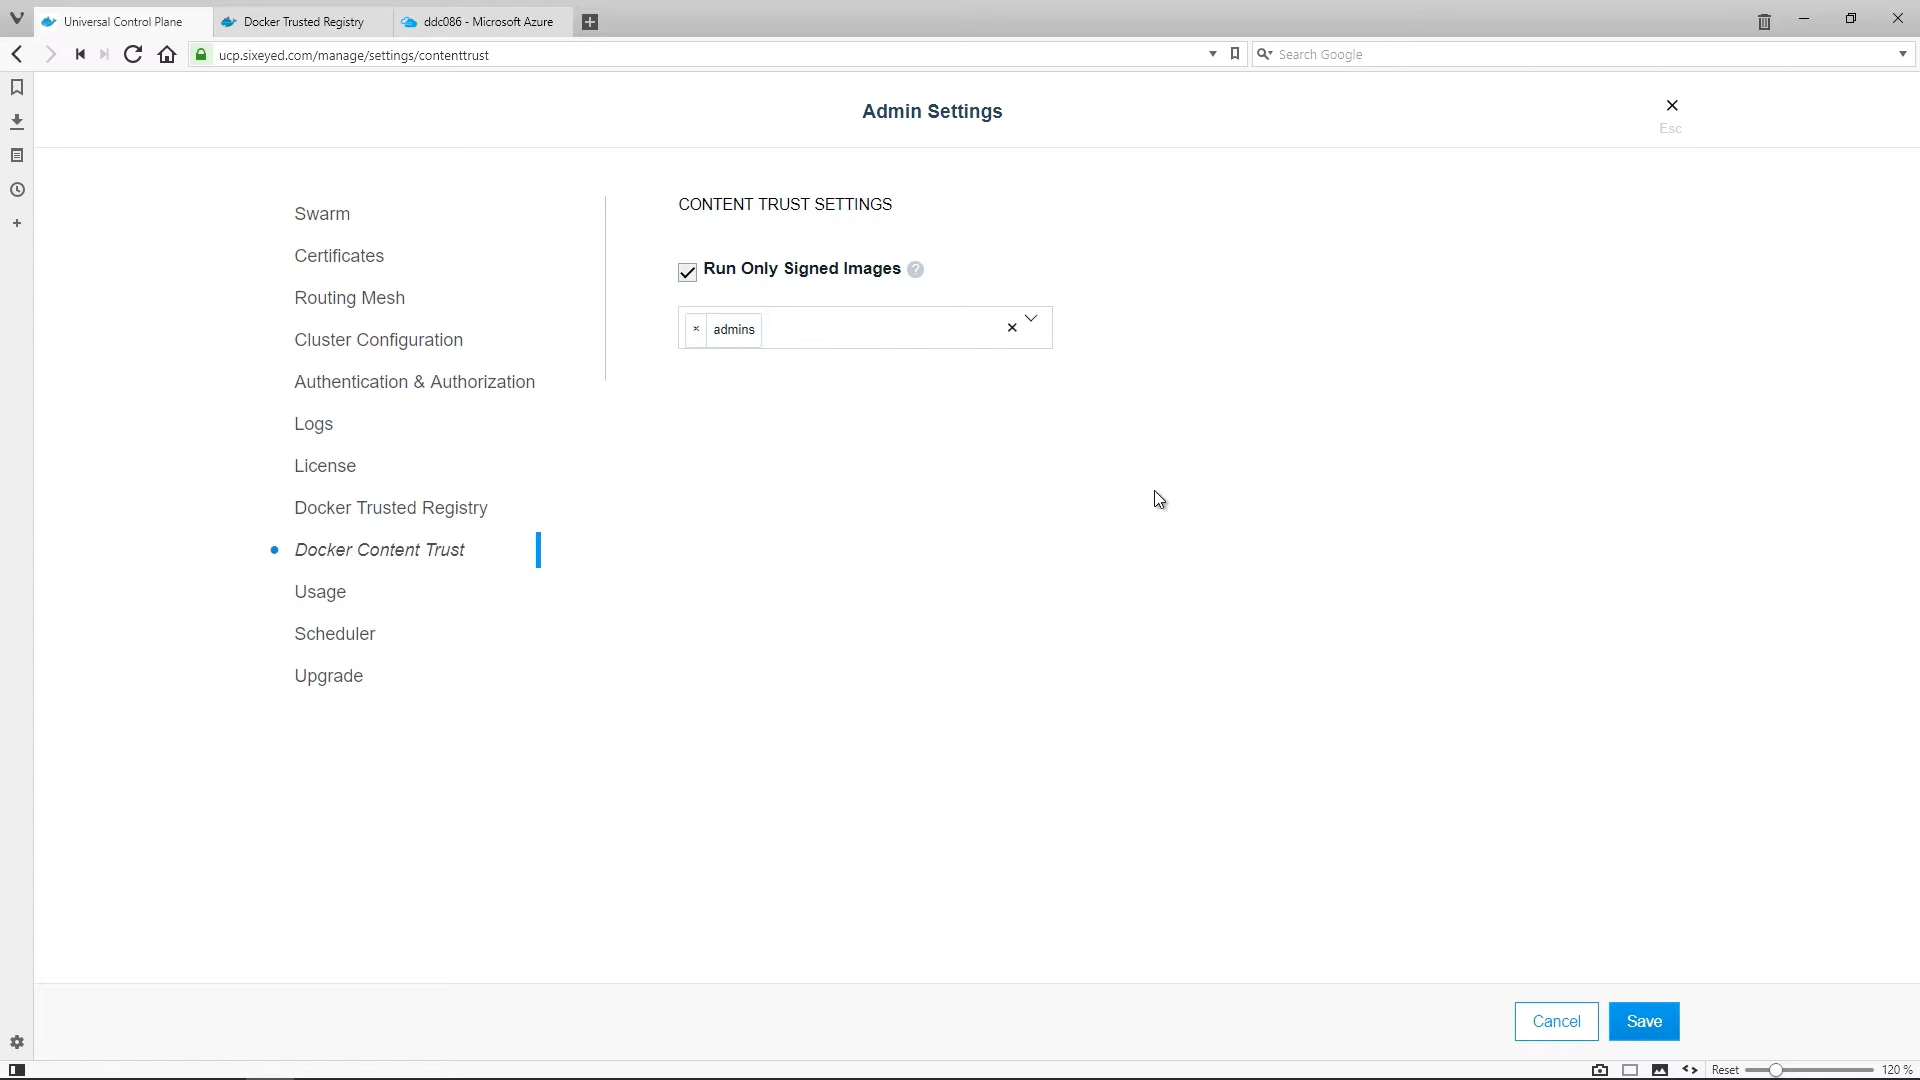 Universal Control Plane
Docker Trusted Registry
ddc086 - Microsoft Azure
ucp.sixeyed.com/manage/settings/contenttrust
Search Google
Admin Settings
Esc
Swarm
Certificates
Routing Mesh
Cluster Configuration
Authentication & Authorization
Logs
License
Docker Trusted Registry
Docker Content Trust
Usage
Scheduler
Upgrade
CONTENT TRUST SETTINGS
Run Only Signed Images ?
× admins
Cancel
Save
Reset
120 %